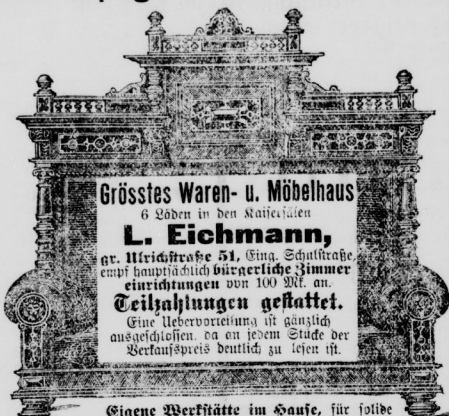 Grösstes Waren- u. Möbelhaus
6 Läden in den Kaisersälen
L. Eichmann,
gr. Ulrichstraße 51, Eing. Schulstraße,
empf hauptsächlich bürgerliche Zimmer
einrichtungen von 100 Mk. an.
Teilzahlungen gestattet.
Eine Uebervorteilung ist gänzlich
ausgeschlossen, da an jedem Stücke der
Verkaufspreis deutlich zu lesen ist.
Eigene Werkstätte im Hause, für solide